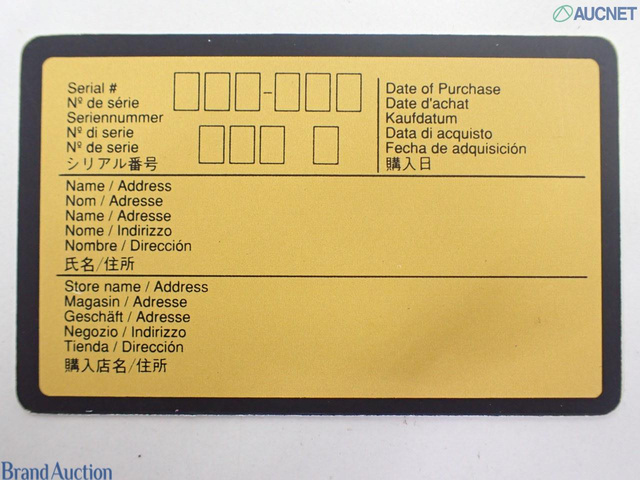 AUCNET
Serial #
Nº de série
Seriennummer
Nº di serie
Nº de serie
シリアル番号
Date of Purchase
Date d'achat
Kaufdatum
Data di acquisto
Fecha de adquisición
購入日
Name / Address
Nom / Adresse
Name / Adresse
Nome / Indirizzo
Nombre / Dirección
氏名/住所
Store name / Address
Magasin / Adresse
Geschäft / Adresse
Negozio / Indirizzo
Tienda / Dirección
購入店名/住所
Brand Auction